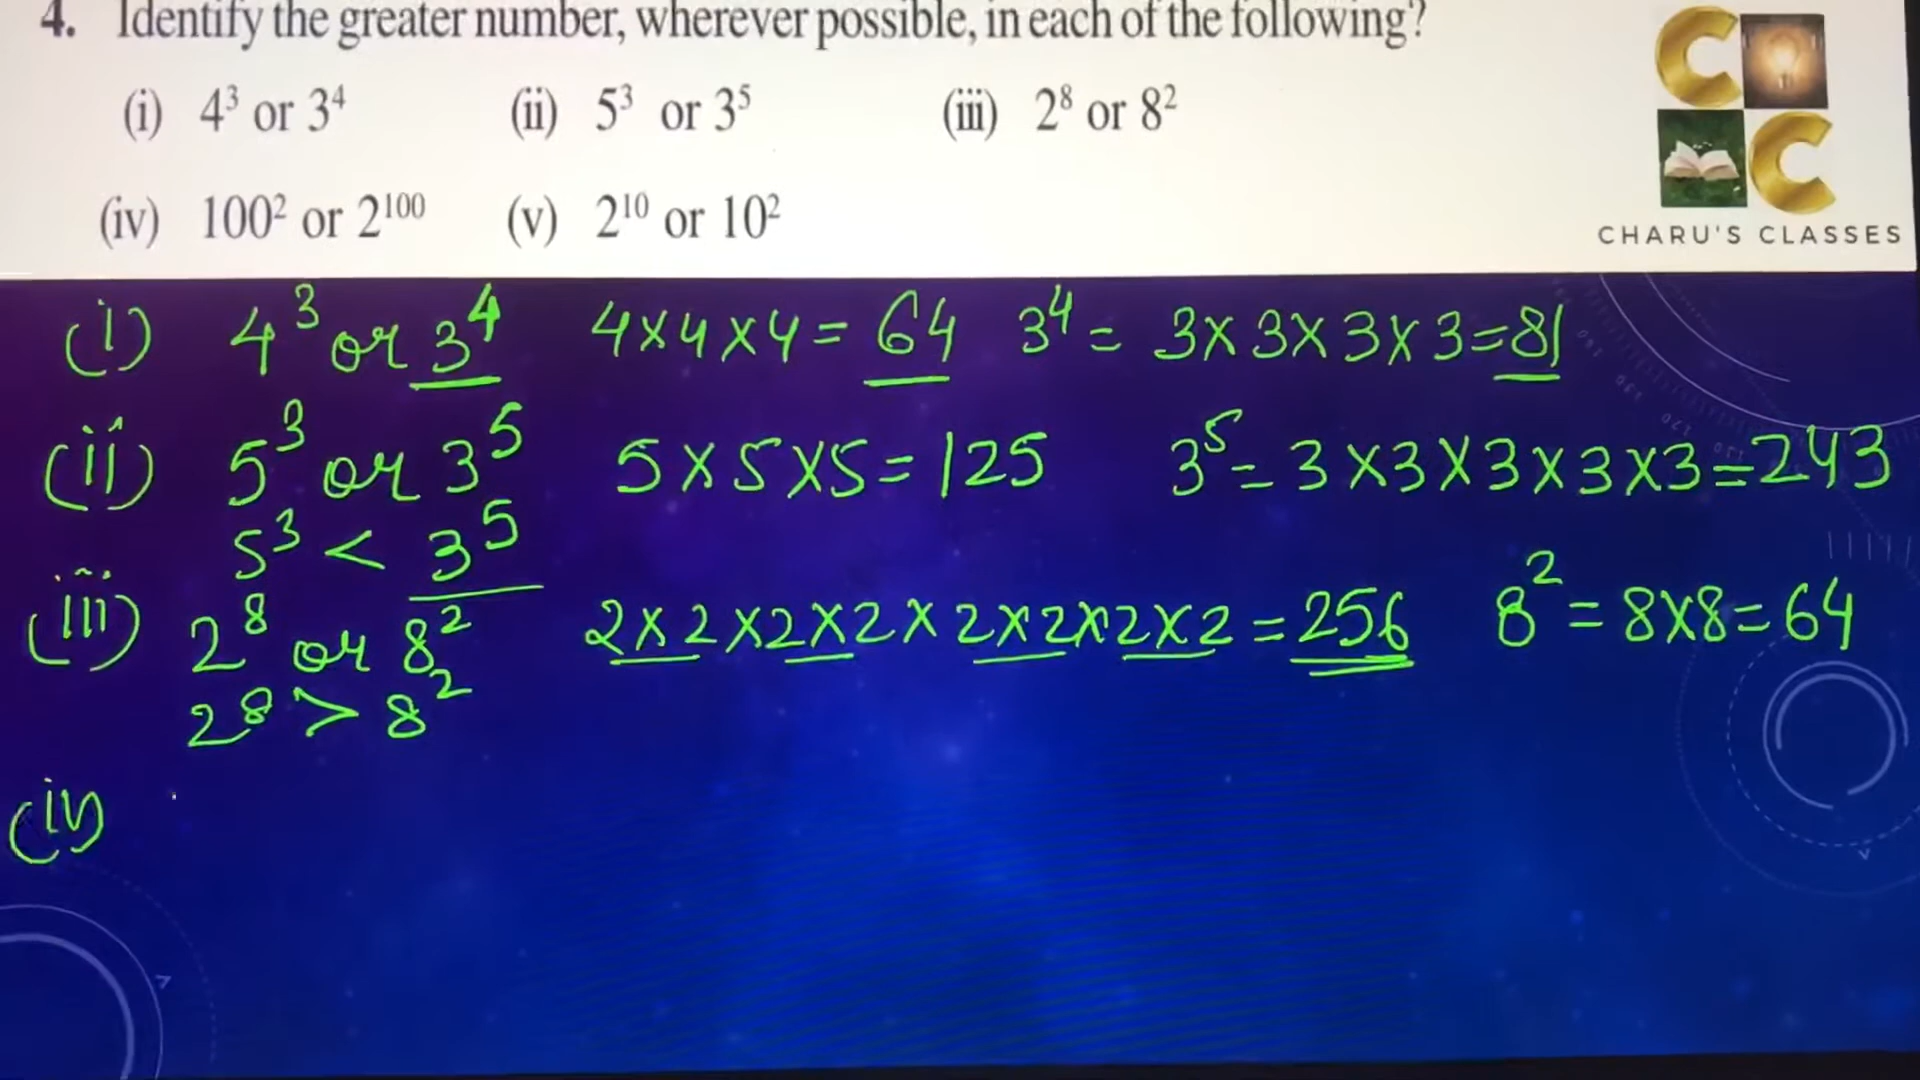 4. Identify the greater number, wherever possible, in each of the following?
(i) 4³ or 3⁴ (ii) 5³ or 3⁵ (iii) 2⁸ or 8²
(iv) 100² or 2¹⁰⁰ (v) 2¹⁰ or 10²
CHARU'S CLASSES
(i) 4³ or 3⁴ 4×4×4= 64 3⁴ = 3×3×3×3=81
(ii) 5³ or 3⁵ 5×5×5=125 3⁵= 3×3×3×3×3=243
5³ < 3⁵
(iii) 2⁸ or 8² 2×2×2×2×2×2×2×2=256 8² = 8×8=64
2⁸ > 8²
(iv)